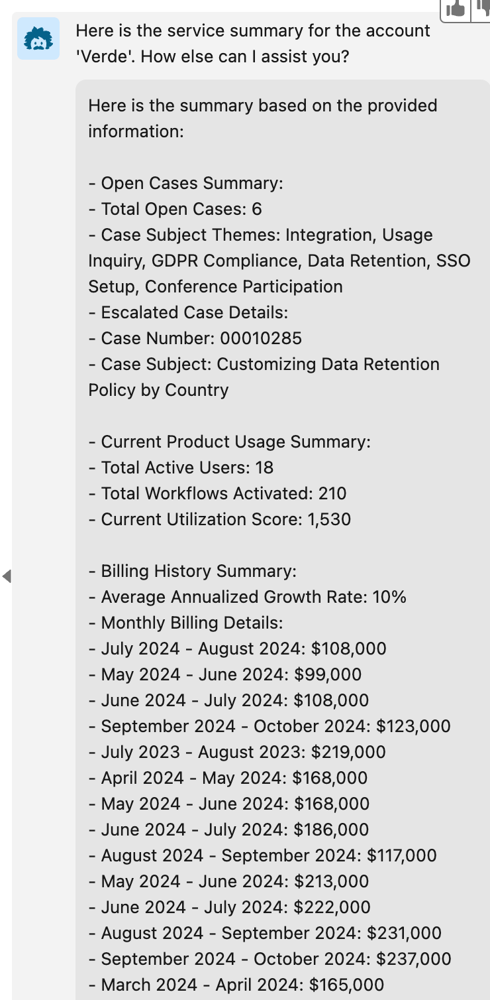 Here is the service summary for the account
'Verde'. How else can I assist you?
Here is the summary based on the provided
information:
- Open Cases Summary:
- Total Open Cases: 6
- Case Subject Themes: Integration, Usage
Inquiry, GDPR Compliance, Data Retention, SSO
Setup, Conference Participation
- Escalated Case Details:
- Case Number: 00010285
- Case Subject: Customizing Data Retention
Policy by Country
- Current Product Usage Summary:
- Total Active Users: 18
- Total Workflows Activated: 210
- Current Utilization Score: 1,530
- Billing History Summary:
- Average Annualized Growth Rate: 10%
- Monthly Billing Details:
- July 2024 - August 2024: $108,000
- May 2024 - June 2024: $99,000
- June 2024 - July 2024: $108,000
- September 2024 - October 2024: $123,000
- July 2023 - August 2023: $219,000
- April 2024 - May 2024: $168,000
- May 2024 - June 2024: $168,000
- June 2024 - July 2024: $186,000
- August 2024 - September 2024: $117,000
- May 2024 - June 2024: $213,000
- June 2024 - July 2024: $222,000
- August 2024 - September 2024: $231,000
- September 2024 - October 2024: $237,000
- March 2024 - April 2024: $165,000